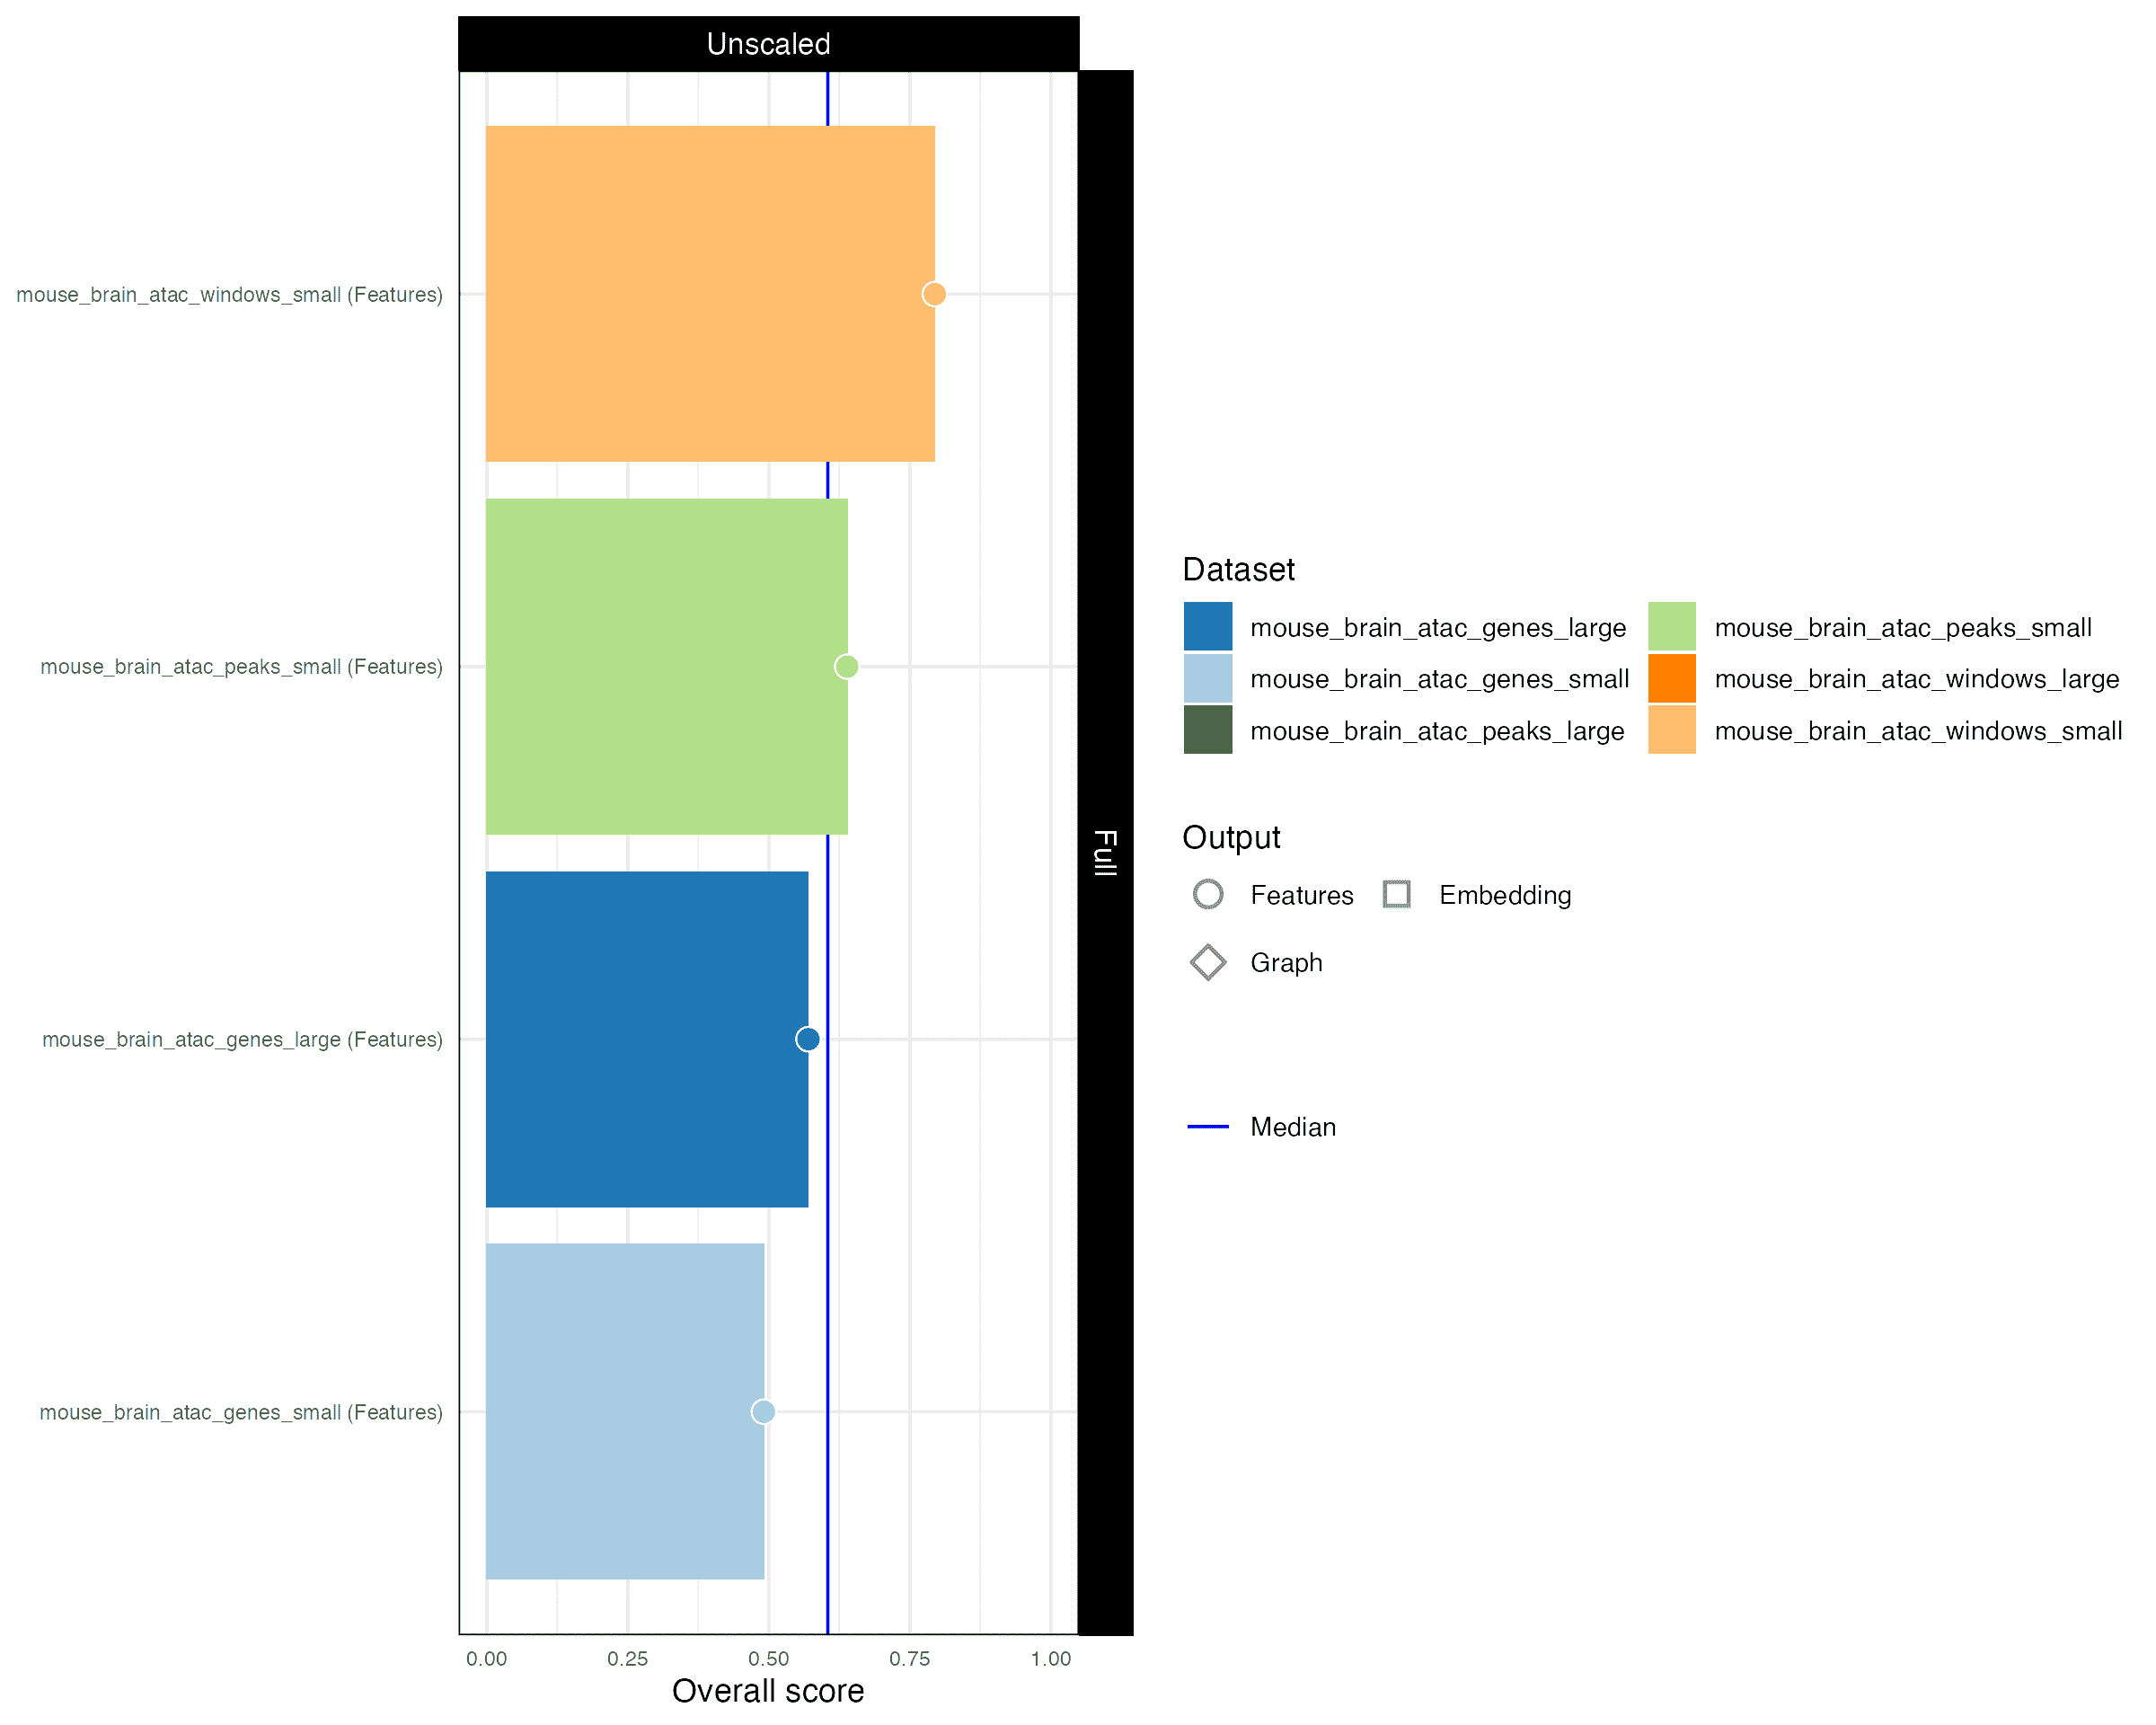 Unscaled
mouse_brain_atac_windows_small (Features)
mouse_brain_atac_peaks_small (Features)
mouse_brain_atac_genes_large (Features)
mouse_brain_atac_genes_small (Features)
Full
0.00 0.25 0.50 0.75 1.00
Overall score
Dataset
mouse_brain_atac_genes_large mouse_brain_atac_peaks_small
mouse_brain_atac_genes_small mouse_brain_atac_windows_large
mouse_brain_atac_peaks_large mouse_brain_atac_windows_small
Output
Features Embedding
Graph
Median